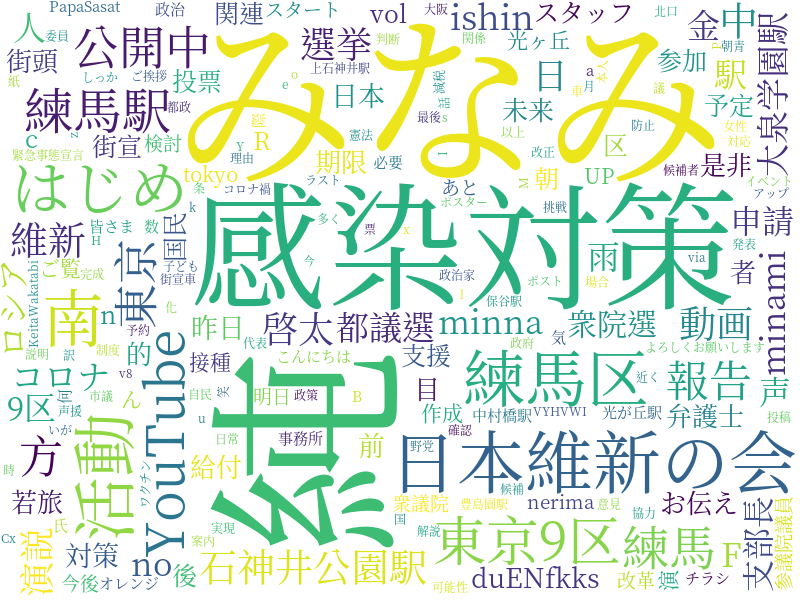 PapaSasat
政治
関連
スタート
vol
大阪
ishin
スタッフ
金
中
北口
判断
関係
人
委員
公開中
選挙
光ヶ丘
街頭
しっか
ご挨拶
上石神井駅
参加
駅
朝青
紙
練馬駅
投票
日本
減税
話
日
a
月
本人
大泉学園駅
みなみ
都政
最後
未来
予定
街宣
検討
憲法
区
防止
女性
対応
緊急事態宣言
R
期限
理由
以上
改正
候補者
是非
tokyo
必要
朝
UP
イベント
アップ
はじめ
コロナ禍
ラスト
あと
ポスター
挑戦
感染対策
申請
維新
皆さま
数
条
多く
票
政治家
雨
者
発表
東京
国民
子ども
街宣車
今
via
ロシア
ご覧
完成
KeitaWakatabi
南
化
保谷駅
ポスト
場合
minami
予約
昨日
啓太
都議選
minna
衆院選
動画
YouTube
説明
制度
的
代表
政府
コロナ
接種
こんにちは
支援
気
よろしくお願いします
練馬区
報告
声
9区
市議
声援
自民
笑
明日
政策
目
作成
中村橋駅
VYHVWI
光が丘駅
弁護士
投稿
活動
方
事務所
前
野党
確認
日本維新の会
若旅
ワクチン
給付
衆議院
豊島園駅
意見
お伝え
支部長
参議院議員
nerima
候補
協力
Cx
演説
対策
no
実現
案内
国
解説
東京9区
練馬
F
今後
オレンジ
後
石神井公園駅
可能性
duENfkks
改革
演
チラシ